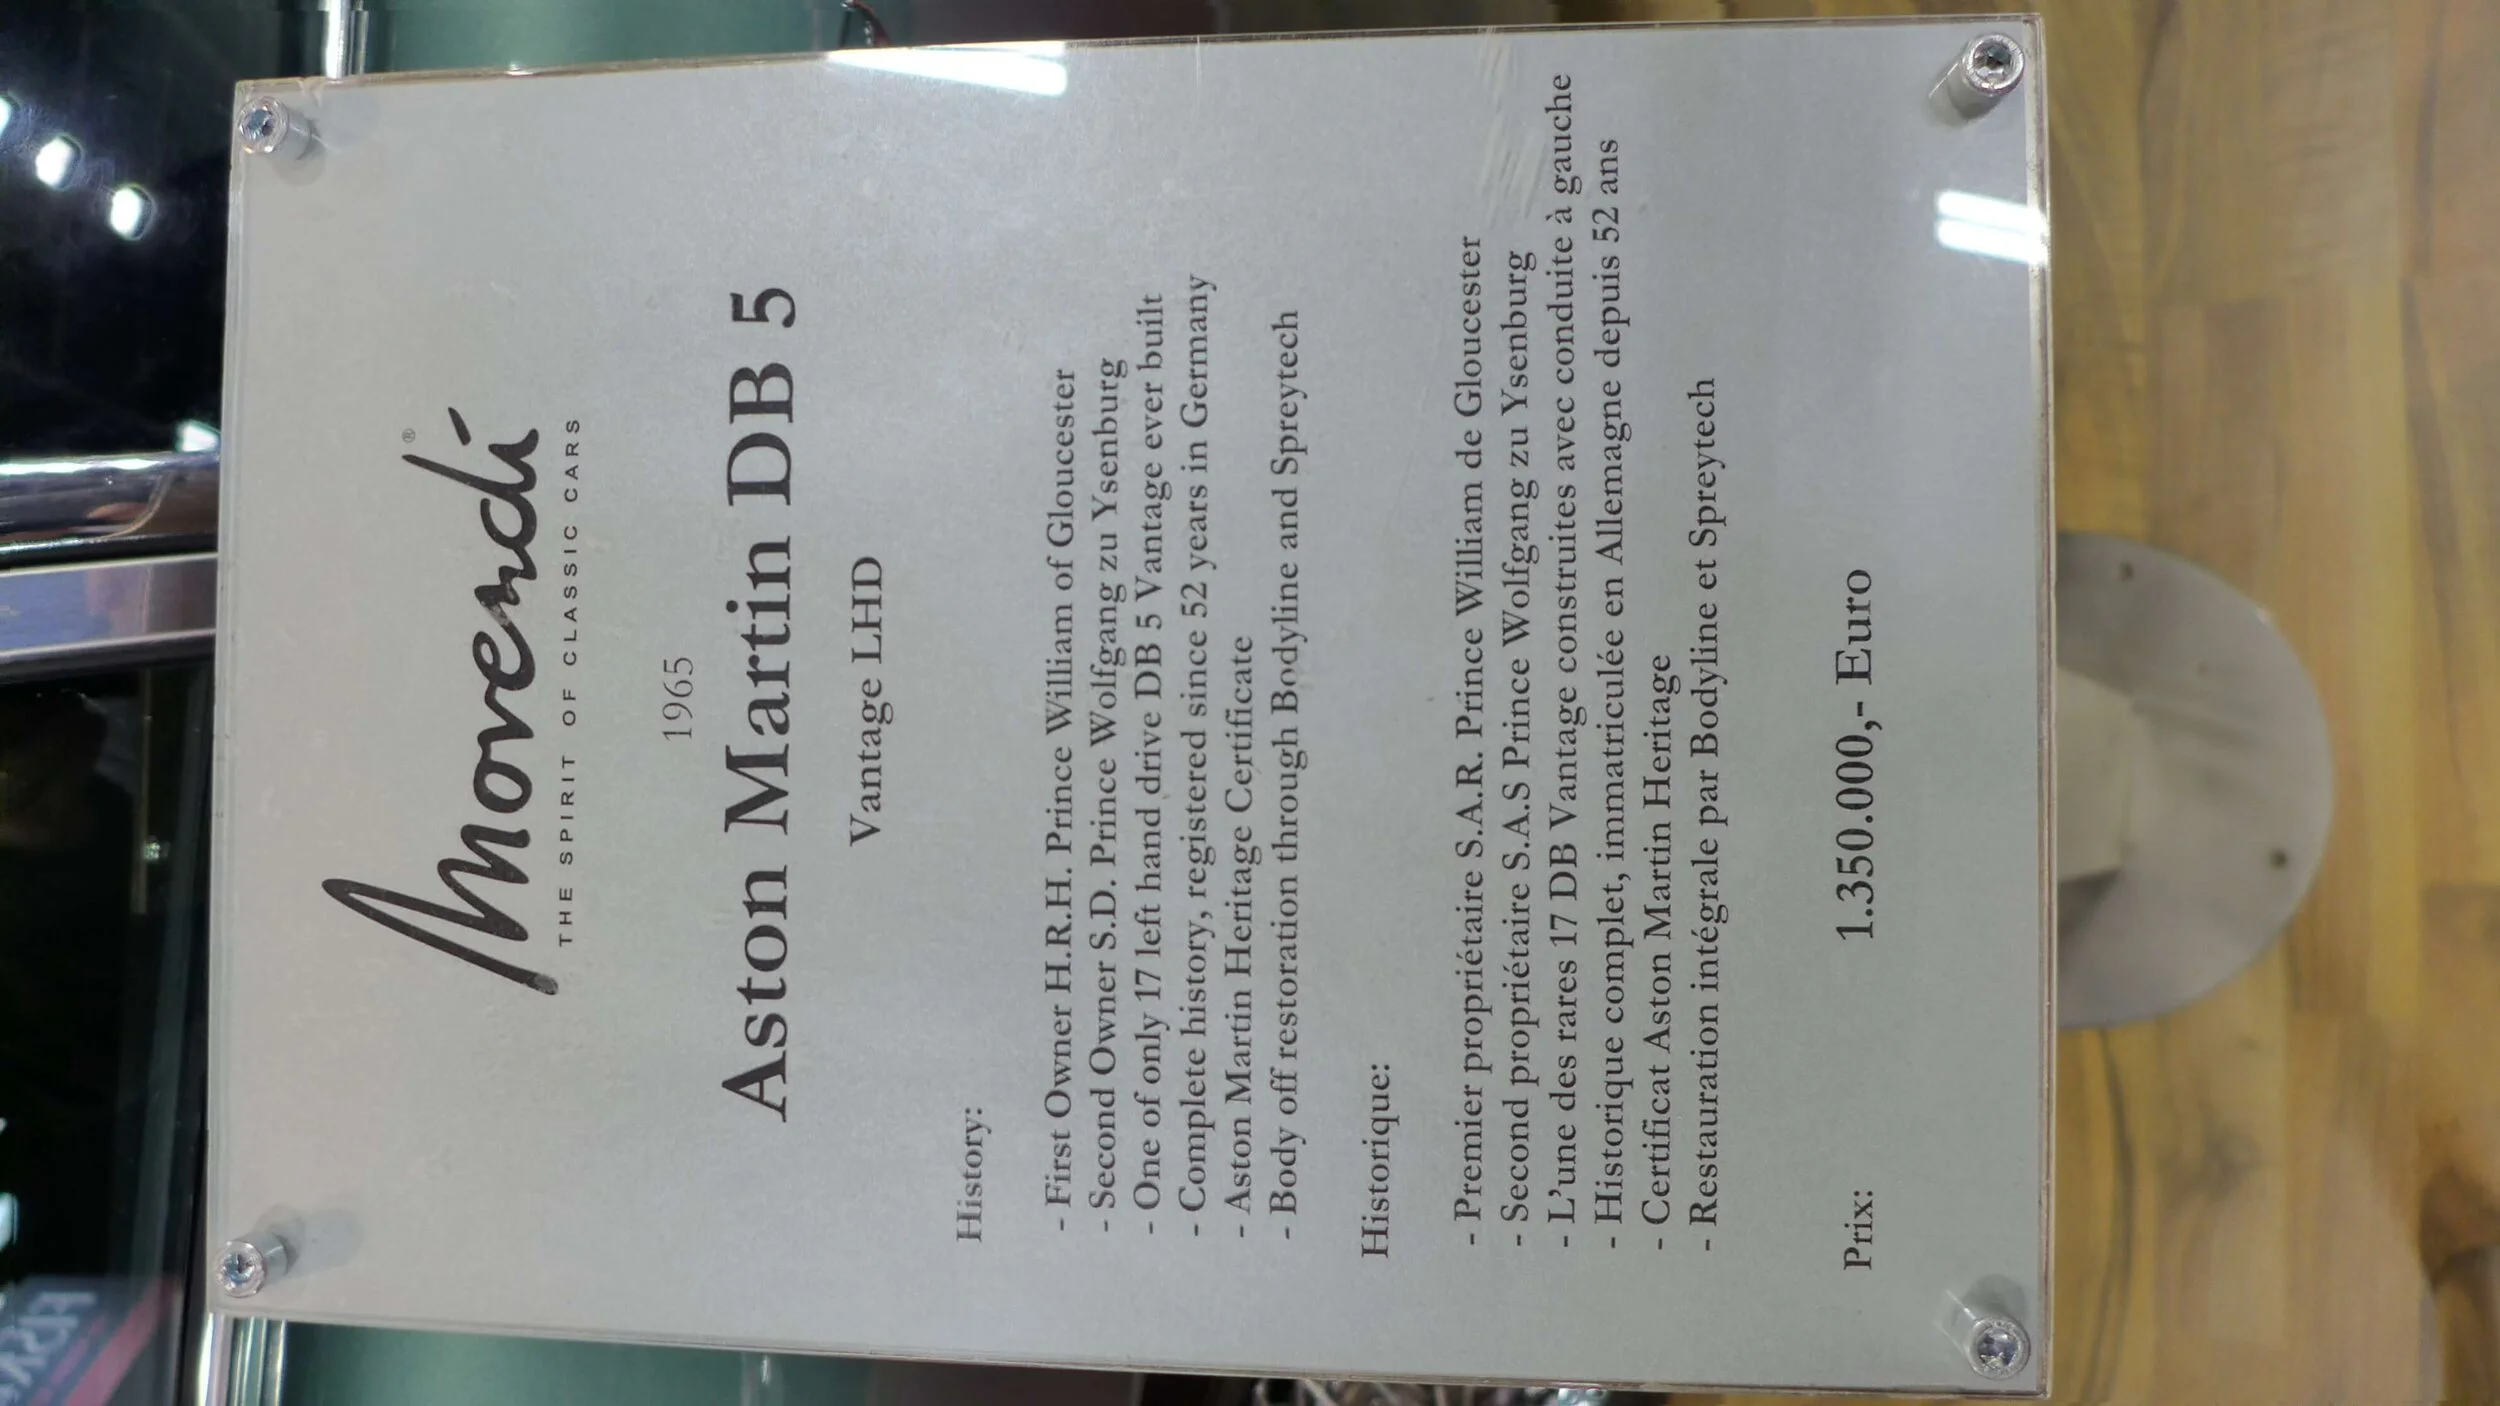 Movendi®
THE SPIRIT OF CLASSIC CARS
1965
Aston Martin DB 5
Vantage LHD
History:
- First Owner H.R.H. Prince William of Gloucester
- Second Owner S.D. Prince Wolfgang zu Ysenburg
- One of only 17 left hand drive DB 5 Vantage ever built
- Complete history, registered since 52 years in Germany
- Aston Martin Heritage Certificate
- Body off restoration through Bodyline and Spreytech
Historique:
- Premier propriétaire S.A.R. Prince William de Gloucester
- Second propriétaire S.A.S Prince Wolfgang zu Ysenburg
- L'une des rares 17 DB Vantage construites avec conduite à gauche
- Historique complet, immatriculée en Allemagne depuis 52 ans
- Certificat Aston Martin Heritage
- Restauration intégrale par Bodyline et Spreytech
Prix: 1.350.000,- Euro